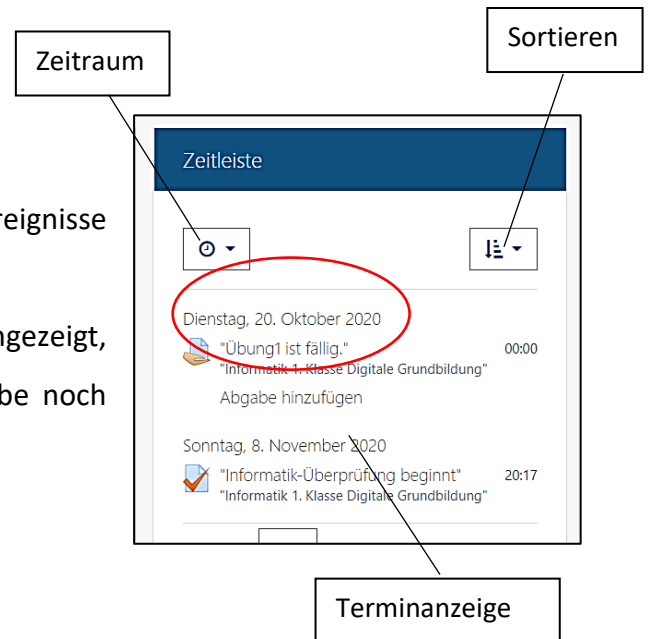 Sortieren
Zeitraum
Zeitleiste
reignisse
ngezeigt,
be noch
Dienstag, 20. Oktober 2020
"Übung1 ist fällig." 00:00
"Informatik 1. Klasse Digitale Grundbildung"
Abgabe hinzufügen
Sonntag, 8. November 2020
"Informatik-Überprüfung beginnt" 20:17
"Informatik 1. Klasse Digitale Grundbildung"
Terminanzeige